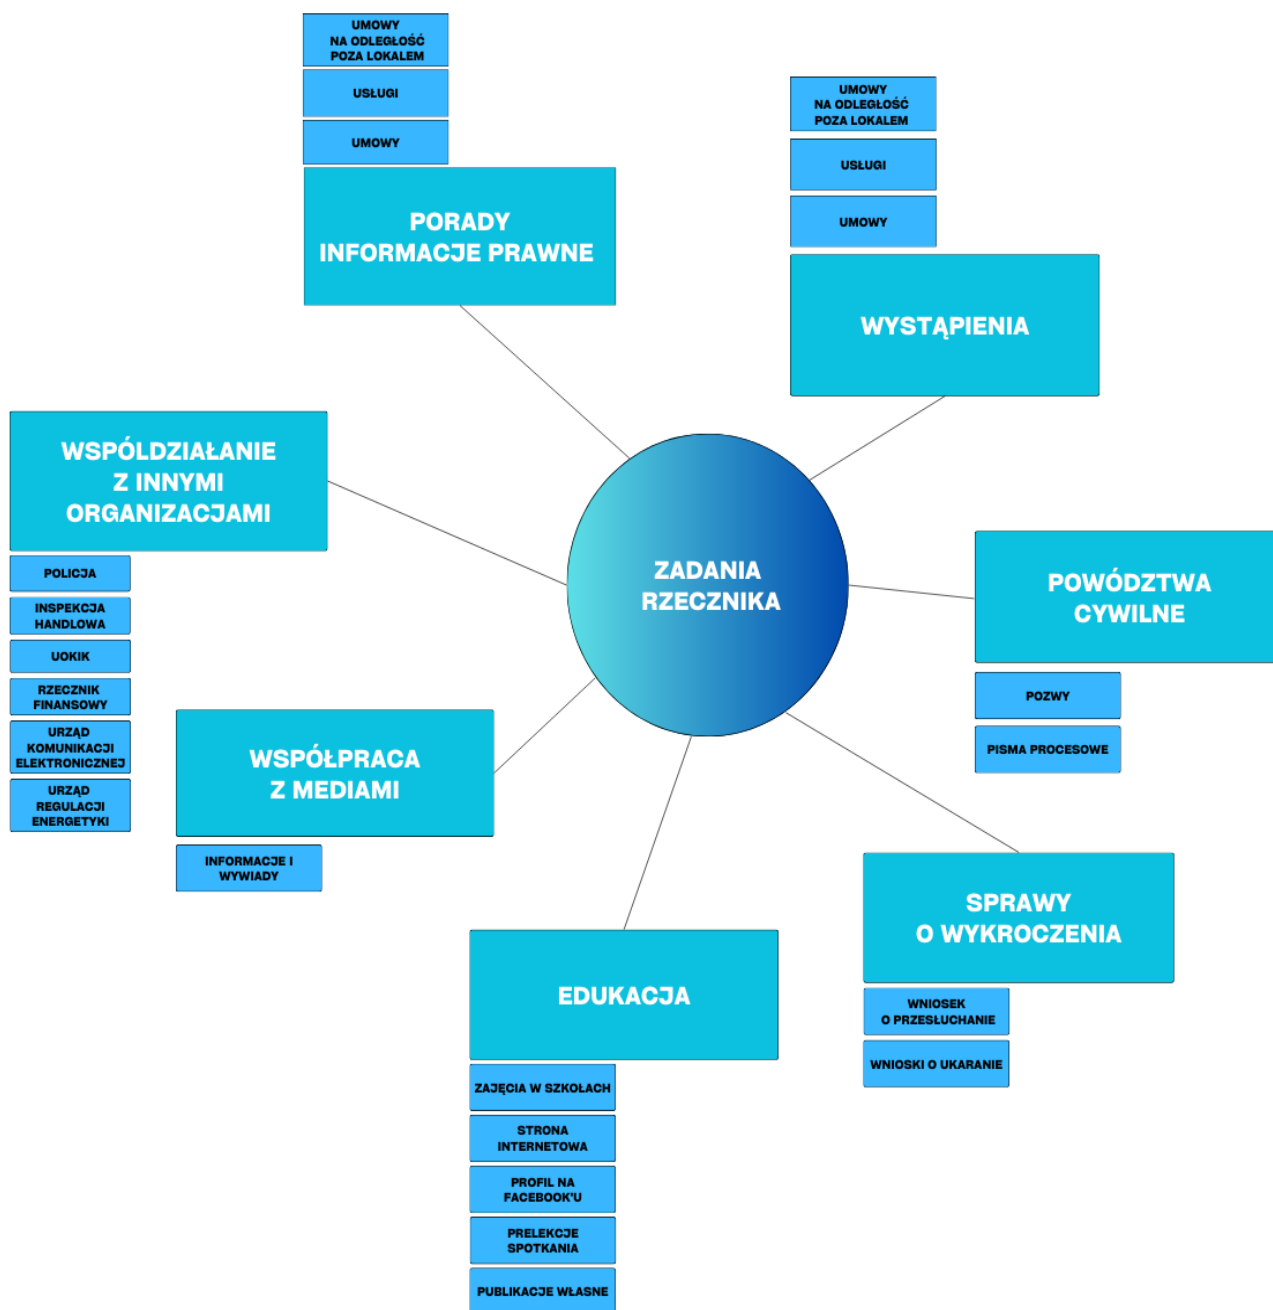 UMOWY
NA ODLEGŁOŚĆ
POZA LOKALEM
USŁUGI
UMOWY
PORADY
INFORMACJE PRAWNE
UMOWY
NA ODLEGŁOŚĆ
POZA LOKALEM
USŁUGI
UMOWY
WYSTĄPIENIA
WSPÓLDZIAŁANIE
Z INNYMI
ORGANIZACJAMI
POLICJA
INSPEKCJA
HANDLOWA
UOKIK
RZECZNIK
FINANSOWY
URZĄD
KOMUNIKACJI
ELEKTRONICZNEJ
URZĄD
REGULACJI
ENERGETYKI
ZADANIA
RZECZNIKA
POWÓDZTWA
CYWILNE
POZWY
PISMA PROCESOWE
WSPÓŁPRACA
Z MEDIAMI
INFORMACJE I
WYWIADY
SPRAWY
O WYKROCZENIA
WNIOSEK
O PRZESŁUCHANIE
WNIOSKI O UKARANIE
EDUKACJA
ZAJĘCIA W SZKOŁACH
STRONA
INTERNETOWA
PROFIL NA
FACEBOOK'U
PRELEKCJE
SPOTKANIA
PUBLIKACJE WŁASNE